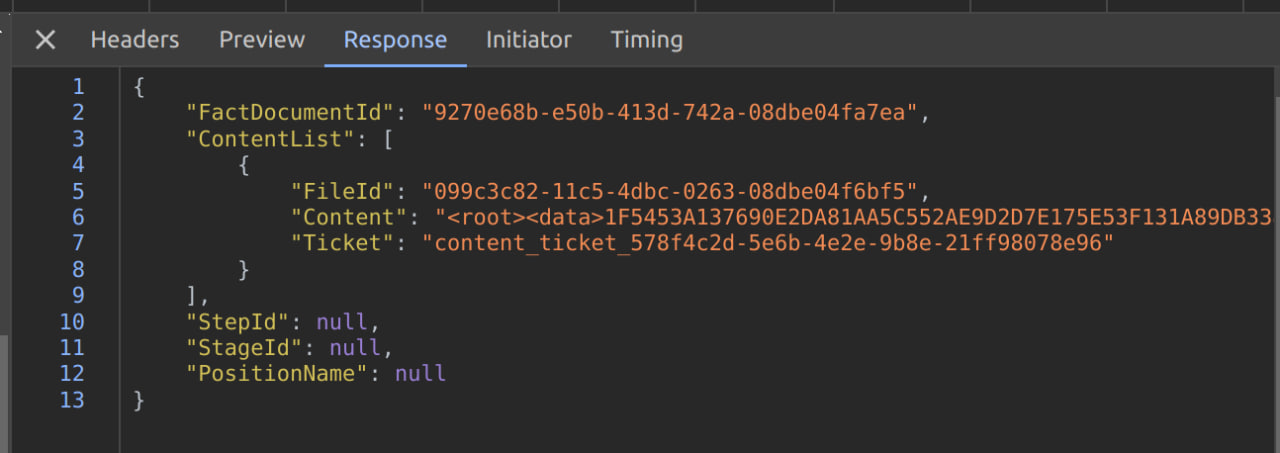 Headers Preview Response Initiator Timing
1 {
2 "FactDocumentId": "9270e68b-e50b-413d-742a-08dbe04fa7ea",
3 "ContentList": [
4 {
5 "FileId": "099c3c82-11c5-4dbc-0263-08dbe04f6bf5",
6 "Content": "<root><data>1F5453A137690E2DA81AA5C552AE9D2D7E175E53F131A89DB33
7 "Ticket": "content_ticket_578f4c2d-5e6b-4e2e-9b8e-21ff98078e96"
8 }
9 ],
10 "StepId": null,
11 "StageId": null,
12 "PositionName": null
13 }